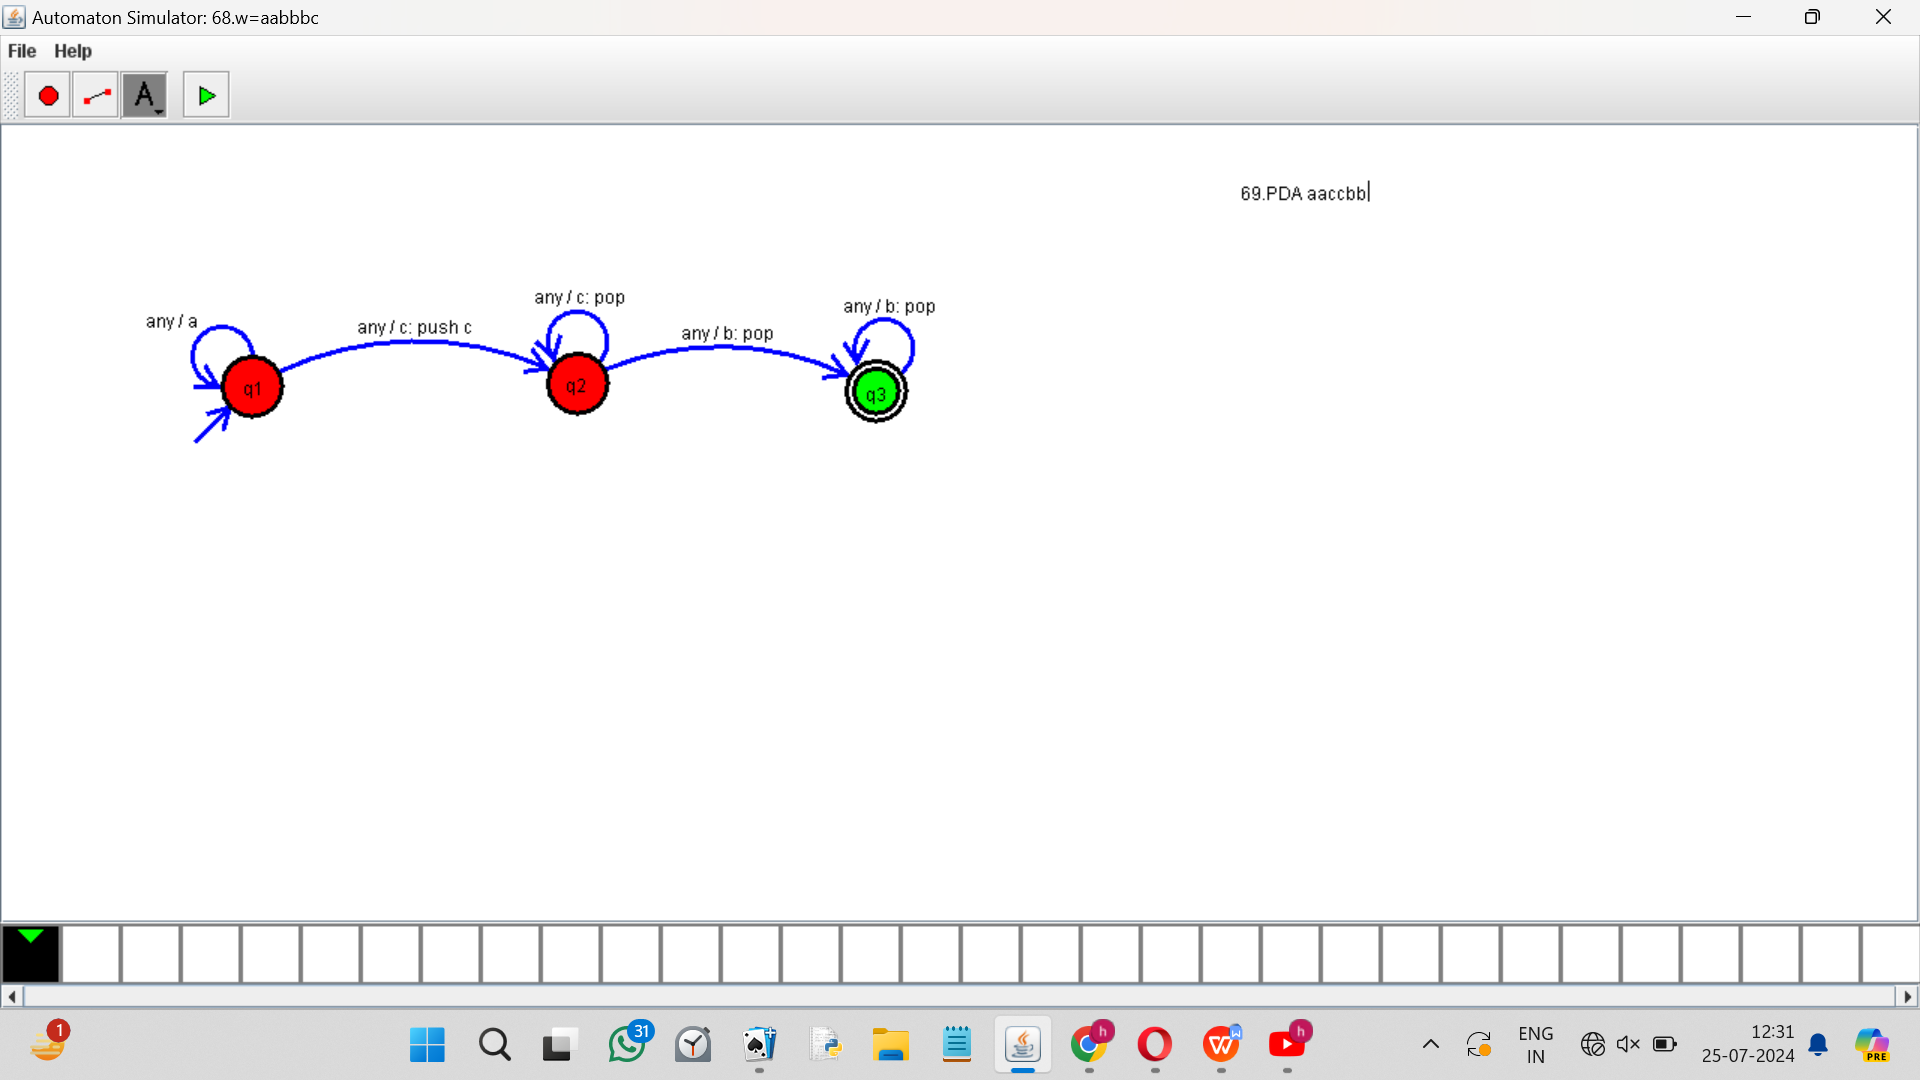 Automaton Simulator: 68.w=aabbbc
File Help
A
69.PDA aaccbb
any / a
any / c: push c
any / c: pop
any / b: pop
any / b: pop
q1
q2
q3
1
31
h
W
w
h
ENG
IN
12:31
25-07-2024
PRE